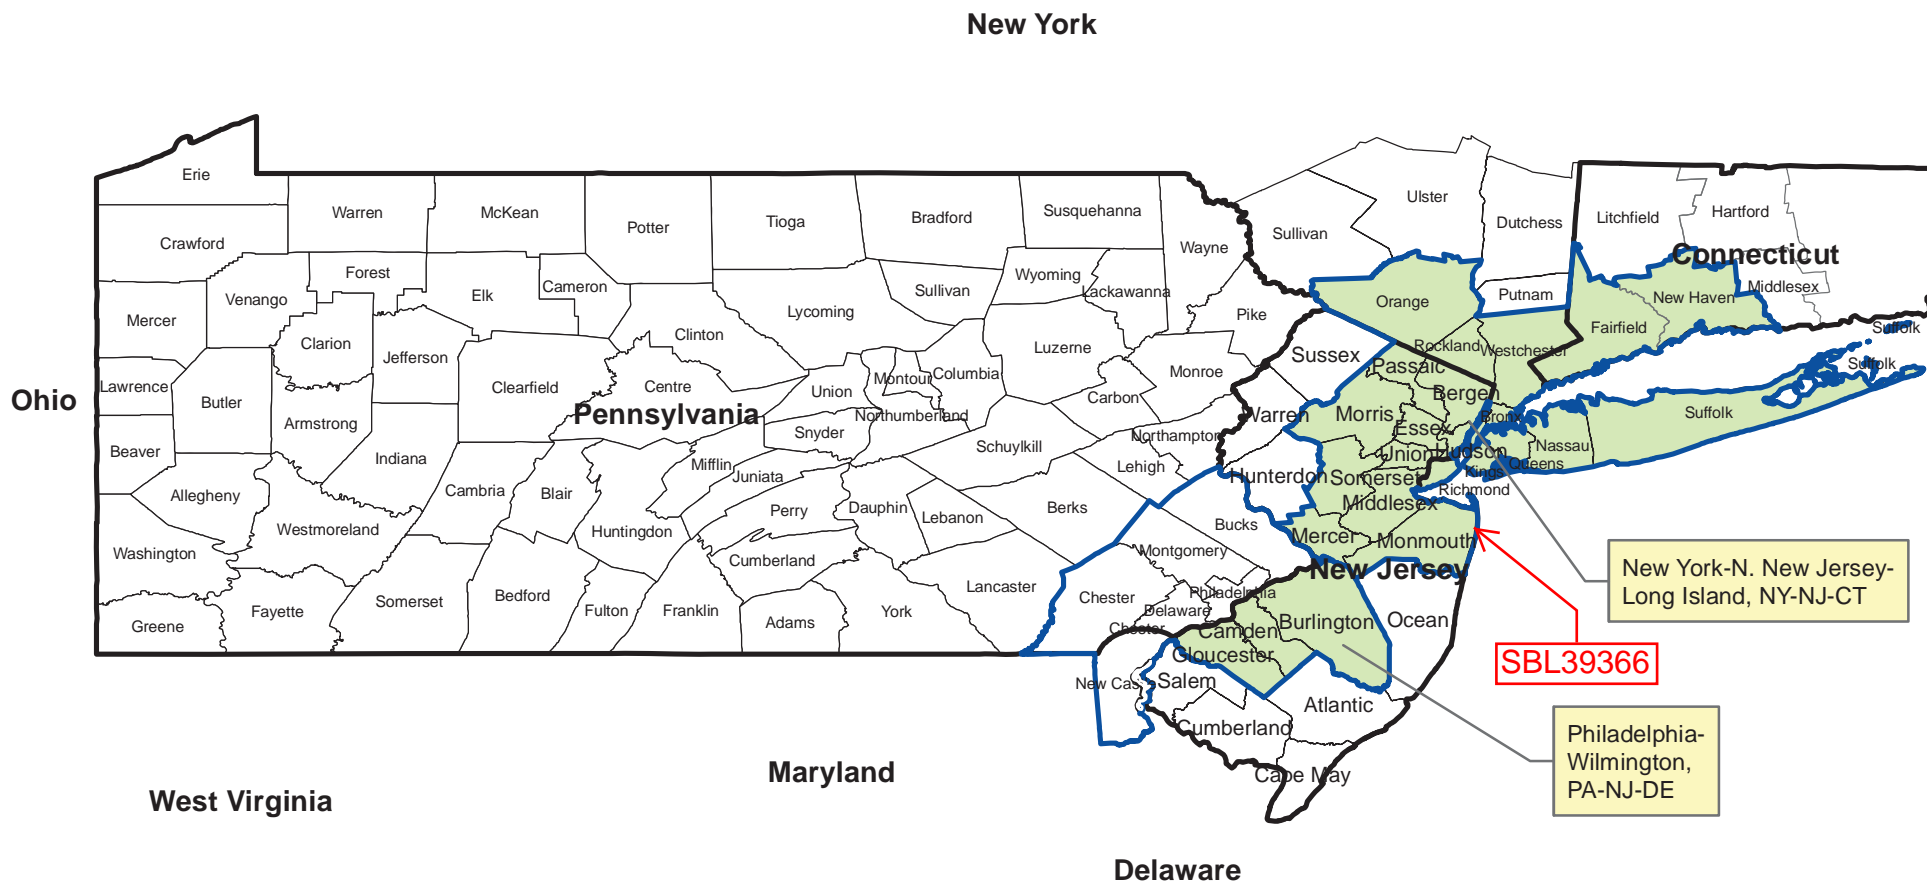 New York
Erie
Warren
McKean
Potter
Tioga
Bradford
Susquehanna
Wayne
Crawford
Forest
Elk
Cameron
Venango
Mercer
Clarion
Jefferson
Clinton
Lycoming
Sullivan
Wyoming
Lackawanna
Pike
Luzerne
Monroe
Carbon
Columbia
Montour
Union
Northumberland
Snyder
Centre
Clearfield
Pennsylvania
Lawrence
Butler
Armstrong
Beaver
Indiana
Allegheny
Westmoreland
Washington
Fayette
Greene
Somerset
Cambria
Blair
Bedford
Huntingdon
Mifflin
Juniata
Perry
Cumberland
Fulton
Franklin
Adams
York
Dauphin
Lebanon
Lancaster
Schuylkill
Northampton
Lehigh
Berks
Bucks
Montgomery
Philadelphia
Delaware
Chester
Chester
Ohio
West Virginia
Maryland
Delaware
New Cas
Sullivan
Ulster
Dutchess
Putnam
Orange
Rockland
Westchester
Bronx
Queens
Kings
Richmond
Nassau
Suffolk
Suffolk
Suffolk
Litchfield
Hartford
Connecticut
Middlesex
New Haven
Fairfield
Sussex
Passaic
Bergen
Warren
Morris
Essex
Hudson
Union
Hunterdon
Somerset
Middlesex
Mercer
Monmouth
New Jersey
Ocean
Burlington
Camden
Gloucester
Salem
Atlantic
Cumberland
Cape May
New York-N. New Jersey-
Long Island, NY-NJ-CT
SBL39366
Philadelphia-
Wilmington,
PA-NJ-DE